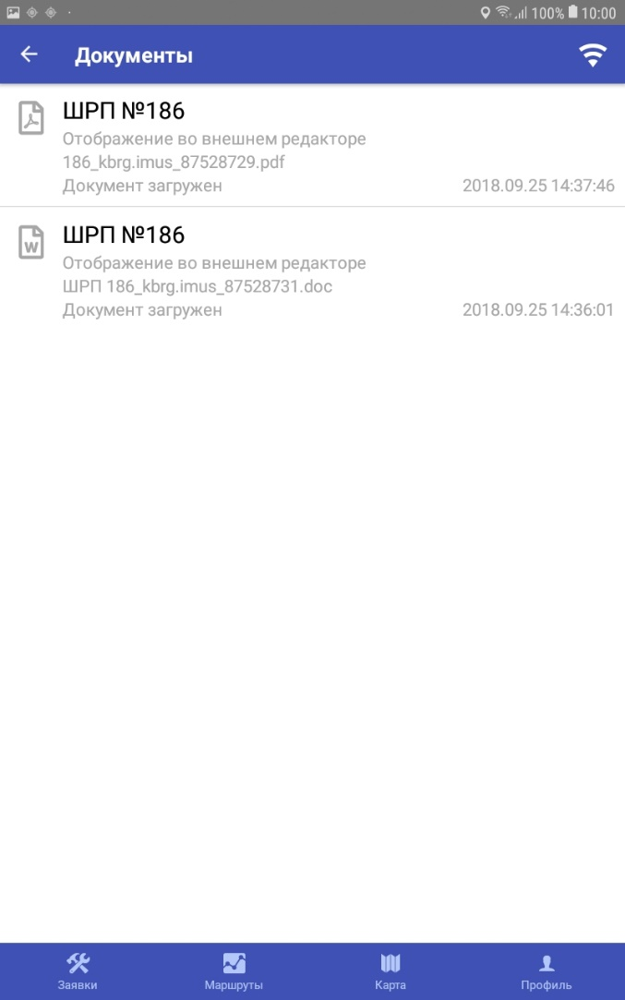 100% 10:00
Документы
ШРП №186
Отображение во внешнем редакторе
186_kbrg.imus_87528729.pdf
Документ загружен 2018.09.25 14:37:46
W
ШРП №186
Отображение во внешнем редакторе
ШРП 186_kbrg.imus_87528731.doc
Документ загружен 2018.09.25 14:36:01
Заявки Маршруты Карта Профиль